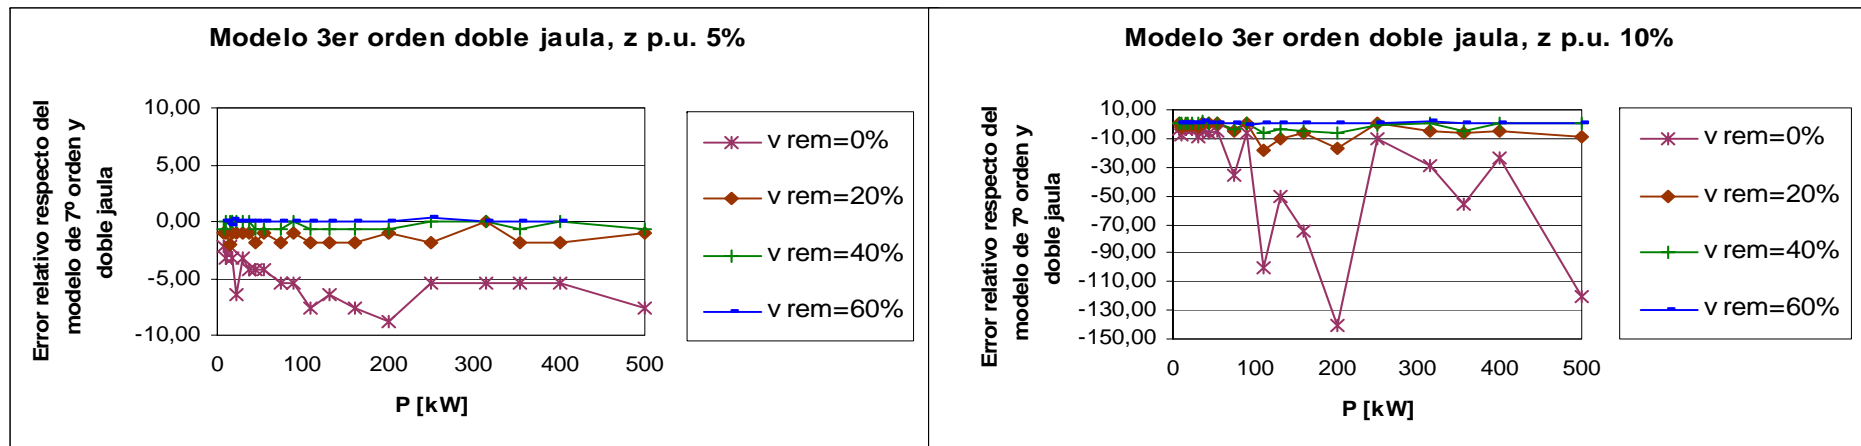 Modelo 3er orden doble jaula, z p.u. 5%
Error relativo respecto del
modelo de 7º orden y
doble jaula
10,00
5,00
0,00
-5,00
-10,00
0
100
200
300
400
500
P [kW]
v rem=0%
v rem=20%
v rem=40%
v rem=60%
Modelo 3er orden doble jaula, z p.u. 10%
Error relativo respecto del
modelo de 7º orden y
doble jaula
10,00
-10,00
-30,00
-50,00
-70,00
-90,00
-110,00
-130,00
-150,00
0
100
200
300
400
500
P [kW]
v rem=0%
v rem=20%
v rem=40%
v rem=60%